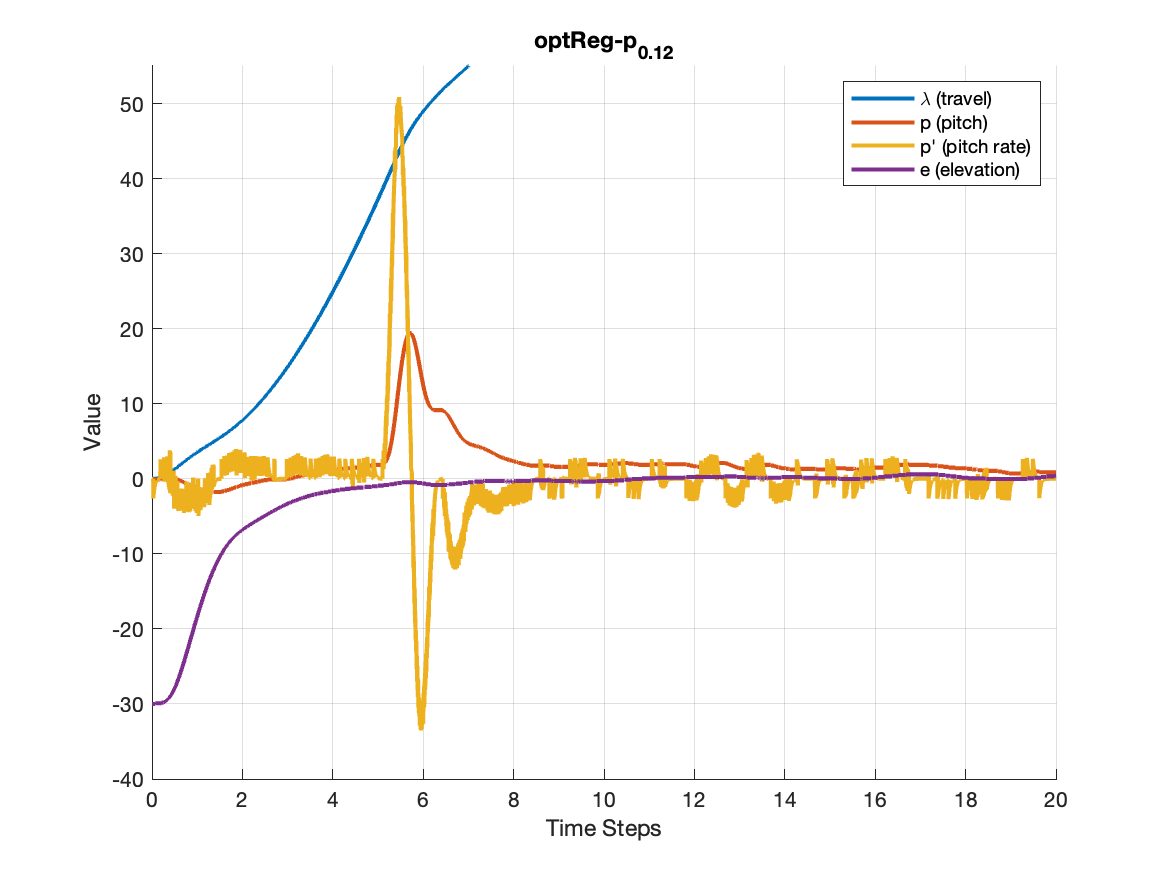 optReg-p0.12
λ (travel)
p (pitch)
p' (pitch rate)
e (elevation)
50
40
30
20
10
0
-10
-20
-30
-40
Value
0 2 4 6 8 10 12 14 16 18 20
Time Steps